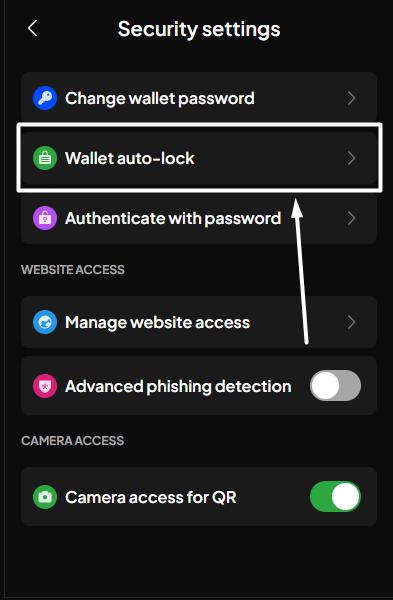 Security settings
Change wallet password
Wallet auto-lock
Authenticate with password
WEBSITE ACCESS
Manage website access
Advanced phishing detection
CAMERA ACCESS
Camera access for QR